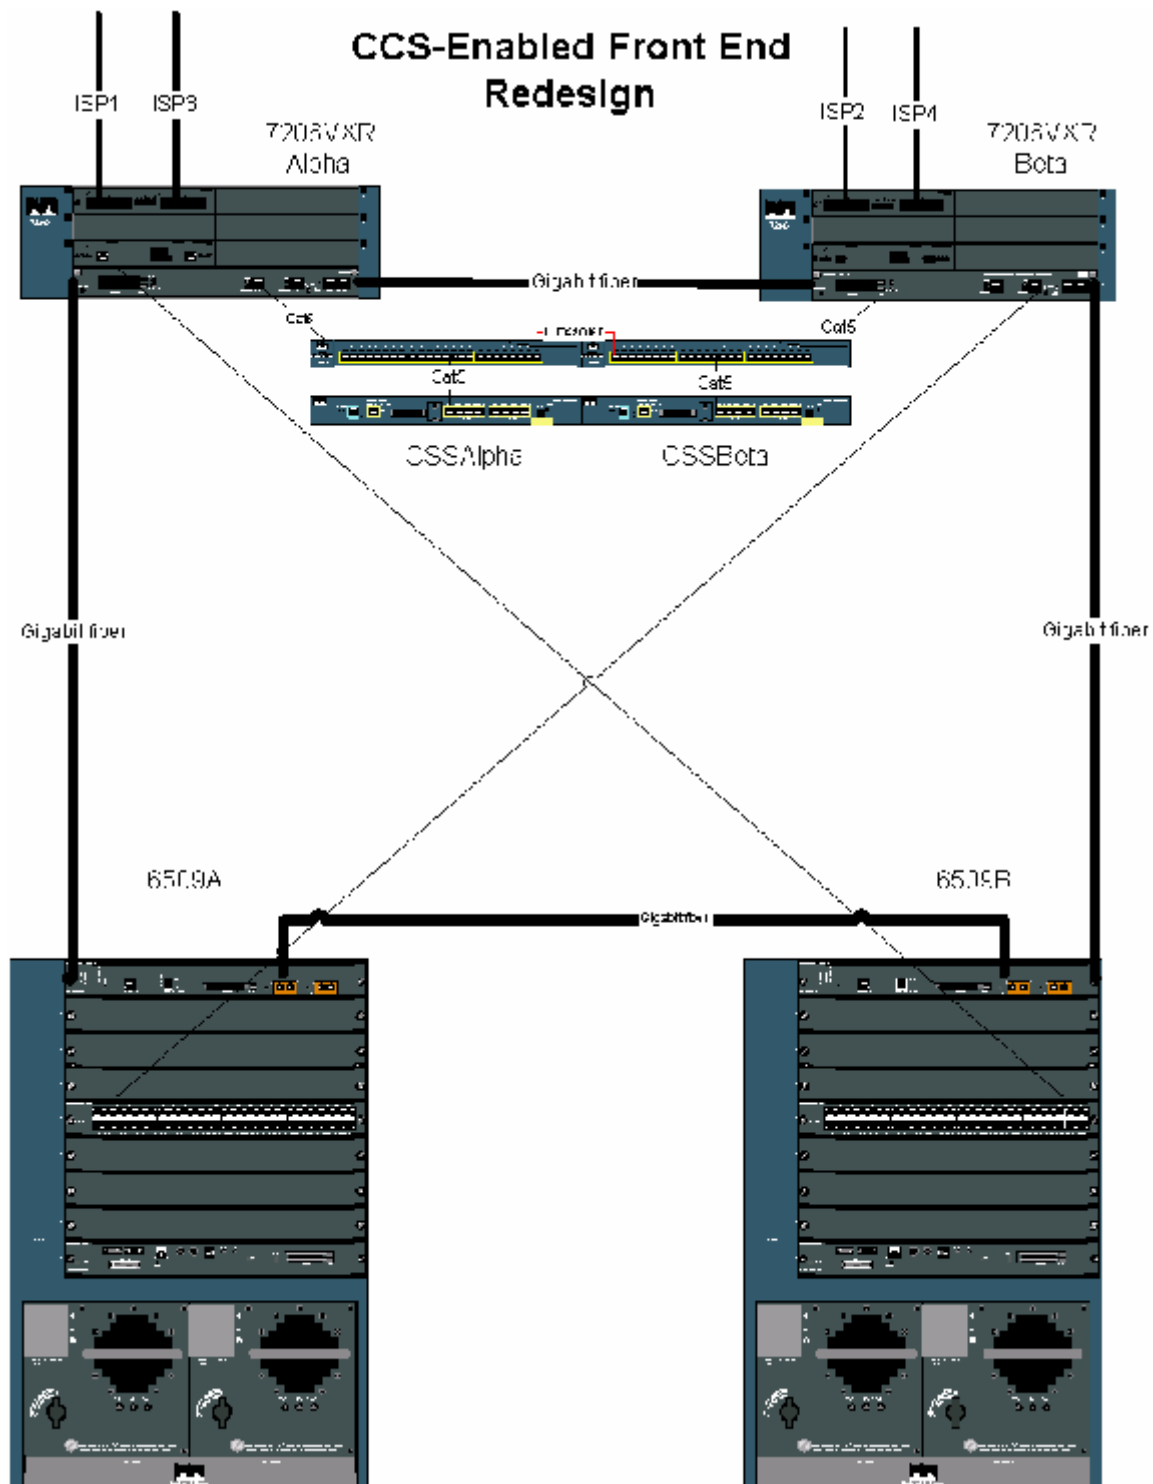 CCS-Enabled Front End
Redesign
ISP1
ISP3
ISP2
ISP4
7206VXR
Alpha
7206VXR
Beta
Gigabit fiber
Cat5
Cat5
Cat5
Cat5
CSSAlpha
CSSBeta
Gigabit fiber
Gigabit fiber
6509A
6509B
Gigabit fiber